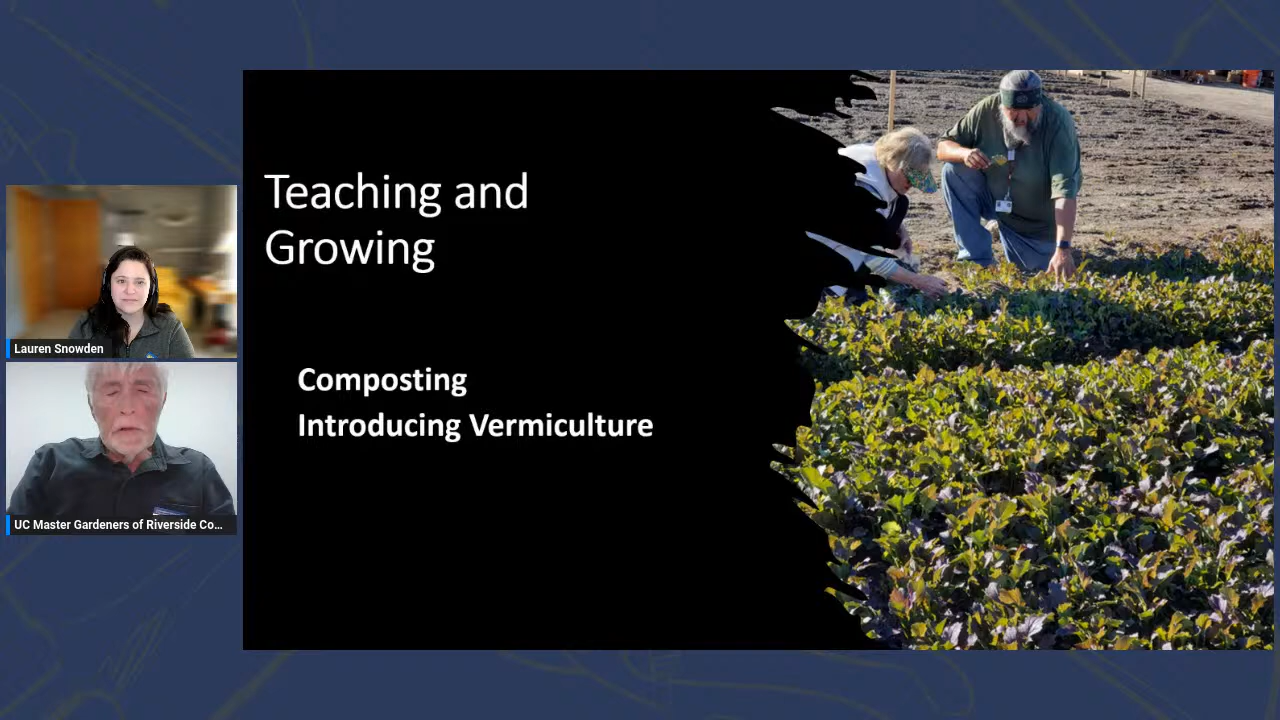 Teaching and
Growing
Composting
Introducing Vermiculture
Lauren Snowden
UC Master Gardeners of Riverside Co...